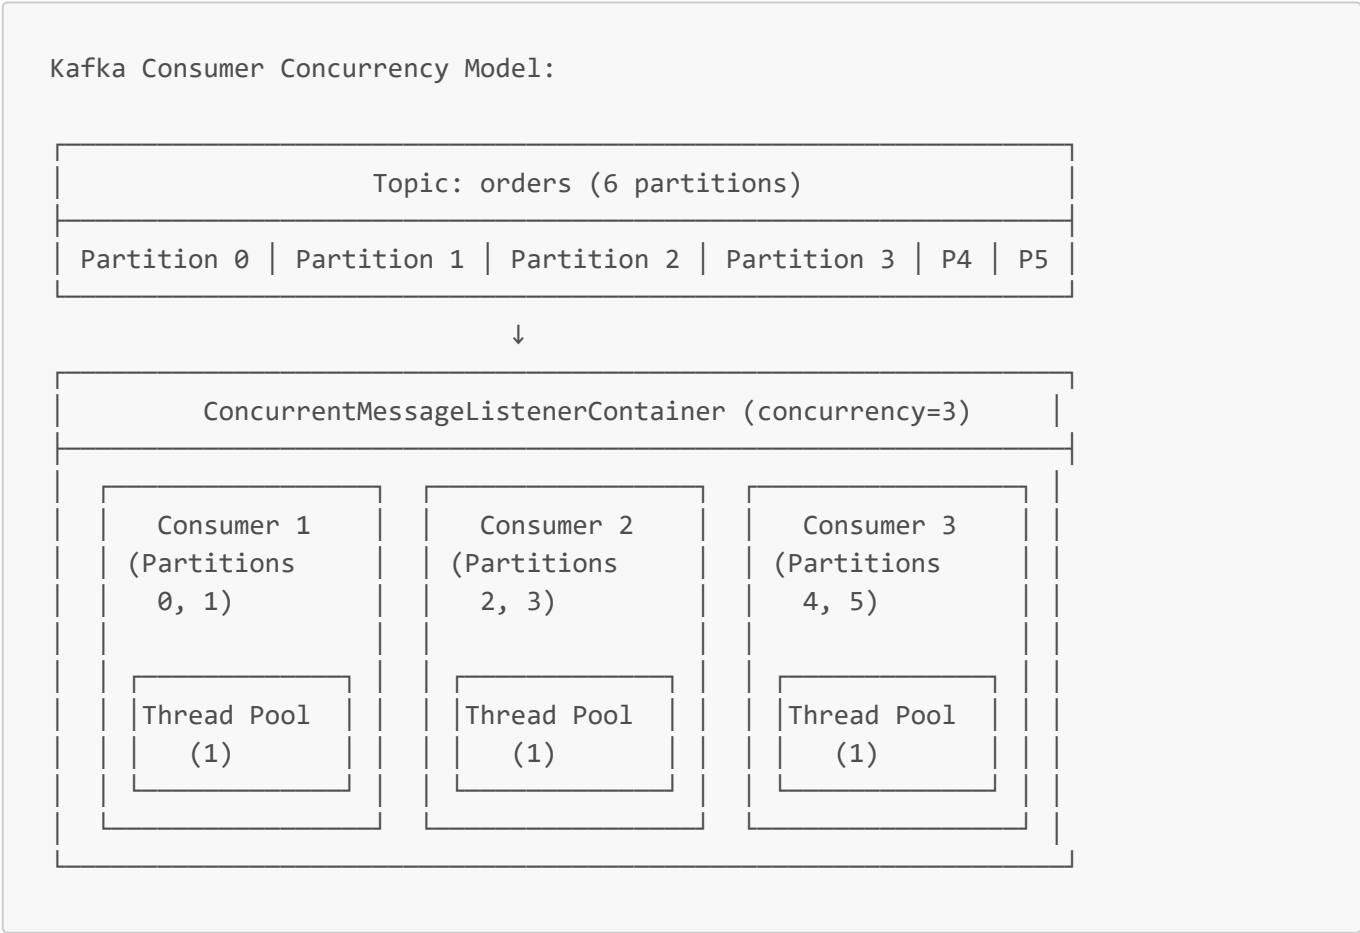 Kafka Consumer Concurrency Model:
Topic: orders (6 partitions)
Partition 0 │ Partition 1 │ Partition 2 │ Partition 3 │ P4 │ P5
↓
ConcurrentMessageListenerContainer (concurrency=3)
Consumer 1 Consumer 2 Consumer 3
(Partitions (Partitions (Partitions
0, 1) 2, 3) 4, 5)
Thread Pool Thread Pool Thread Pool
(1) (1) (1)